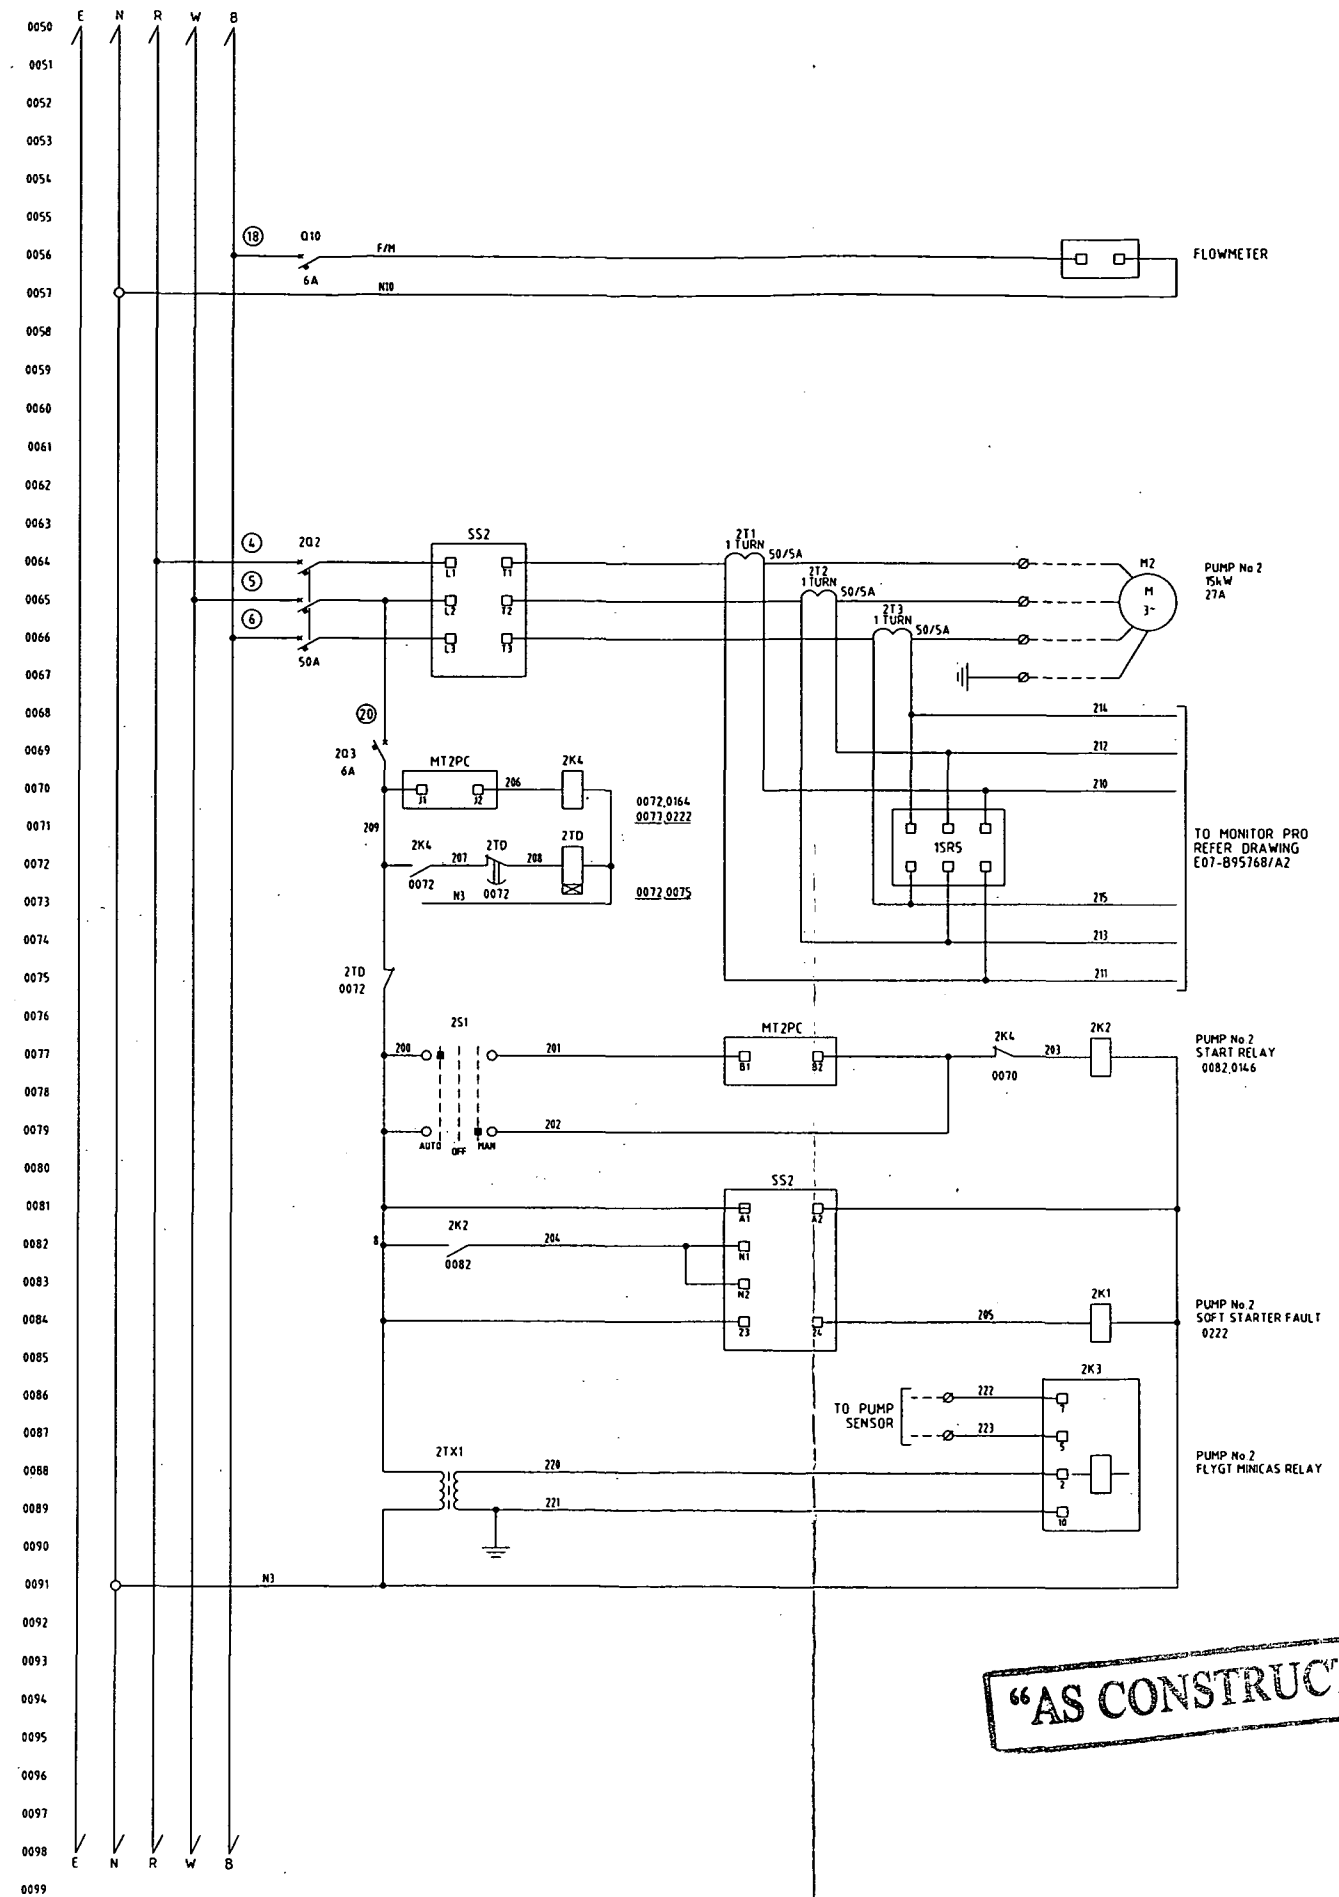 E N R W B
0050
0051
0052
0053
0054
0055
18 Q10 F/M
0056 FLOWMETER
6A
0057 N10
0058
0059
0060
0061
0062
0063
4 2Q2 SS2 2T1
1 TURN 50/5A
0064 L1 T1 M2 PUMP No 2
15kW
27A
5 2T2
1 TURN 50/5A
0065 L2 T2 M
3~
6 2T3
1 TURN 50/5A
0066 L3 T3
50A
0067
0068 20 214
0069 2Q3 212
6A MT2PC 2K4
0070 J1 J2 206 210
0072,0164
0077,0222
0071 209
1SR5 TO MONITOR PRO
REFER DRAWING
E07-B95768/A2
0072 2K4 207 2TD 208 2TD
0072 0072 0072,0075
0073 N3 215
0074 213
0075 2TD 211
0072
0076
2S1 MT2PC 2K4 2K2
0077 200 201 B1 B2 203 PUMP No.2
START RELAY
0082,0146
0070
0078
0079 202
AUTO OFF MAN
0080
SS2
0081 A1 A2
2K2
0082 8 204 N1
0082
0083 N2
2K1
0084 23 24 205 PUMP No.2
SOFT STARTER FAULT
0222
0085
2K3
0086 222 7
TO PUMP
SENSOR
0087 223 5
2TX1 PUMP No.2
FLYGT MINICAS RELAY
0088 220 2
0089 221 10
0090
0091 N3
0092
0093
0094
"AS CONSTRUCT
0095
0096
0097
0098
E N R W B
0099